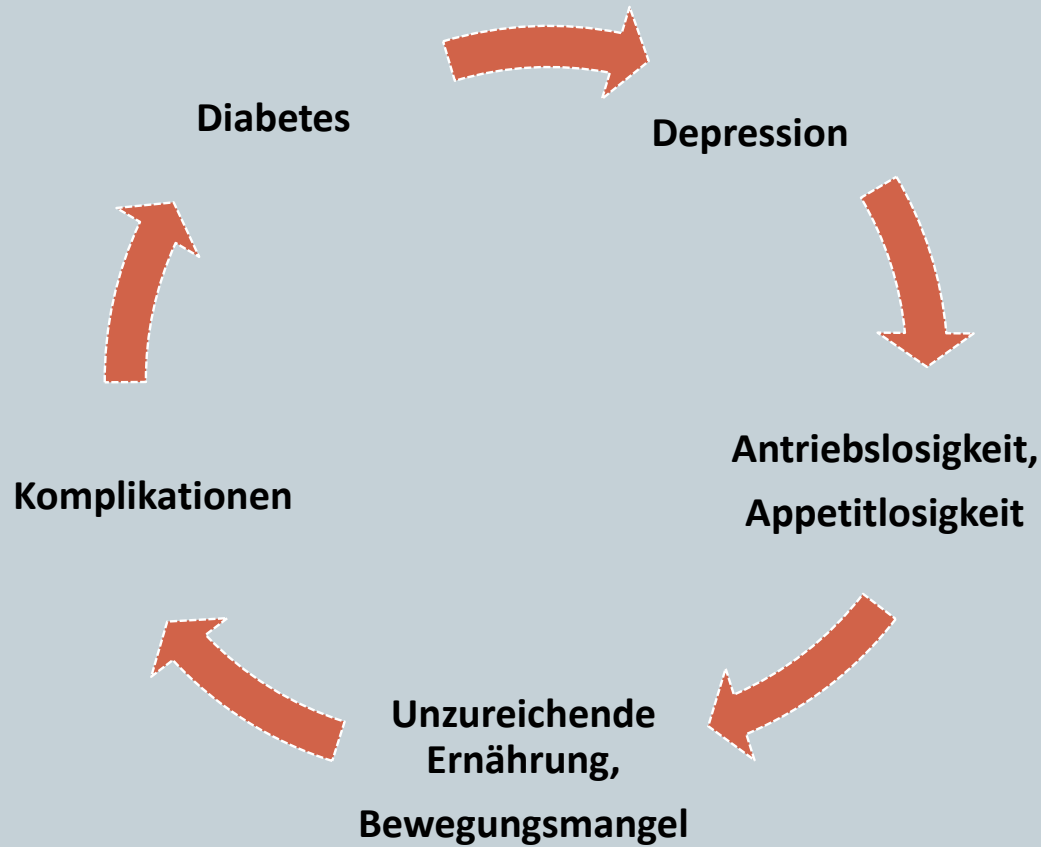 Diabetes
Depression
Antriebslosigkeit,
Appetitlosigkeit
Unzureichende
Ernährung,
Bewegungsmangel
Komplikationen